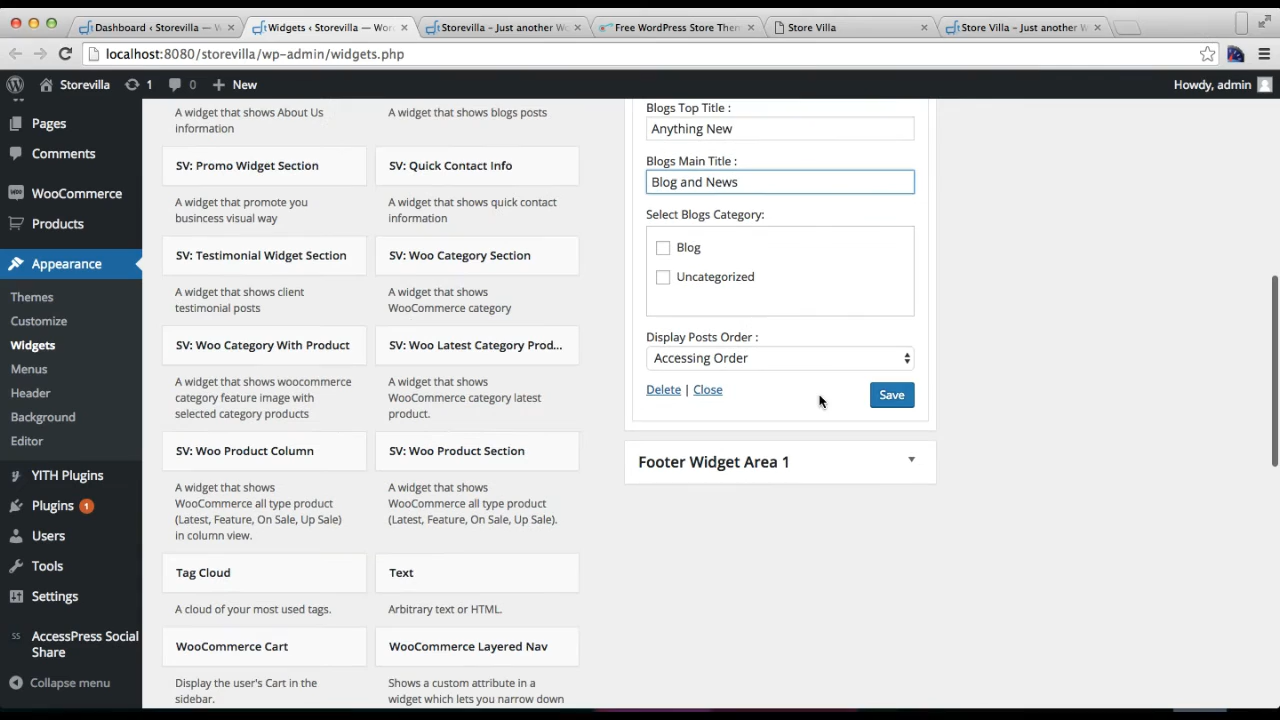 Dashboard ‹ Storevilla — W
Widgets ‹ Storevilla — Wor
Storevilla – Just another W
Free WordPress Store Them
Store Villa
Store Villa – Just another W
localhost:8080/storevilla/wp-admin/widgets.php
Storevilla
1
0
New
Howdy, admin
Pages
Comments
WooCommerce
Products
Appearance
Themes
Customize
Widgets
Menus
Header
Background
Editor
YITH Plugins
Plugins 1
Users
Tools
Settings
SS AccessPress Social
Share
Collapse menu
A widget that shows About Us
information
A widget that shows blogs posts
SV: Promo Widget Section
A widget that promote you
business visual way
SV: Quick Contact Info
A widget that shows quick contact
information
SV: Testimonial Widget Section
A widget that shows client
testimonial posts
SV: Woo Category Section
A widget that shows
WooCommerce category
SV: Woo Category With Product
A widget that shows woocommerce
category feature image with
selected category products
SV: Woo Latest Category Prod...
A widget that shows
WooCommerce category latest
product.
SV: Woo Product Column
A widget that shows
WooCommerce all type product
(Latest, Feature, On Sale, Up Sale)
in column view.
SV: Woo Product Section
A widget that shows
WooCommerce all type product
(Latest, Feature, On Sale, Up Sale).
Tag Cloud
A cloud of your most used tags.
Text
Arbitrary text or HTML.
WooCommerce Cart
Display the user's Cart in the
sidebar.
WooCommerce Layered Nav
Shows a custom attribute in a
widget which lets you narrow down
Blogs Top Title :
Anything New
Blogs Main Title :
Blog and News
Select Blogs Category:
Blog
Uncategorized
Display Posts Order :
Accessing Order
Delete | Close
Save
Footer Widget Area 1